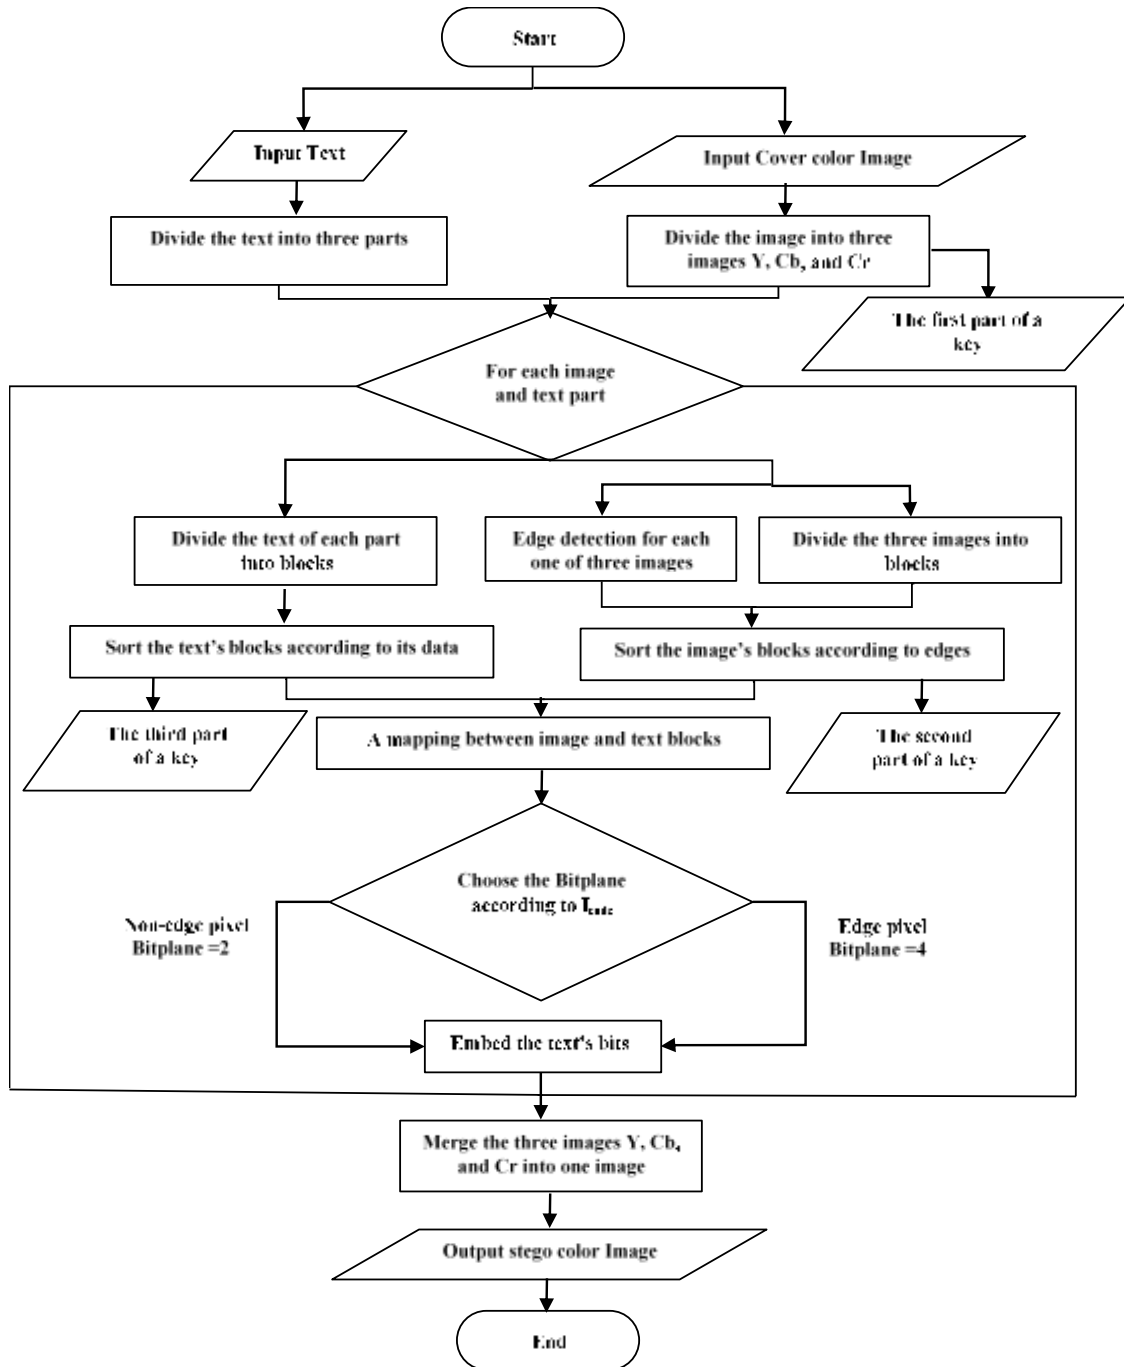 Start
Input Text
Input Cover color Image
Divide the text into three parts
Divide the image into three
images Y, Cb, and Cr
The first part of a
key
For each image
and text part
Divide the text of each part
into blocks
Edge detection for each
one of three images
Divide the three images into
blocks
Sort the text's blocks according to its data
Sort the image's blocks according to edges
The third part
of a key
A mapping between image and text blocks
The second
part of a key
Choose the Bitplane
according to
Non-edge pixel
Bitplane =2
Edge pixel
Bitplane =4
Embed the text's bits
Merge the three images Y, Cb,
and Cr into one image
Output stego color Image
End